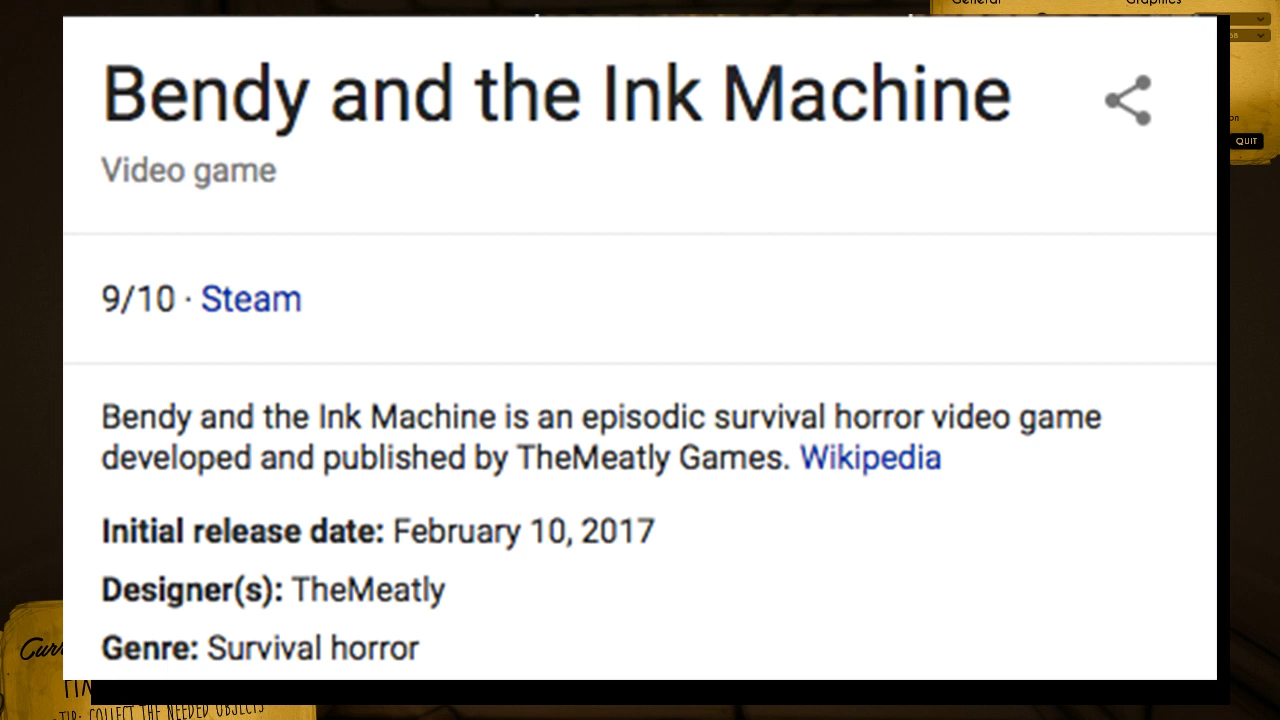 General Graphics
Bendy and the Ink Machine
Video game
QUIT
9/10 · Steam
Bendy and the Ink Machine is an episodic survival horror video game
developed and published by TheMeatly Games. Wikipedia
Initial release date: February 10, 2017
Designer(s): TheMeatly
Genre: Survival horror
TIP: COLLECT THE NEEDED OBJECTS